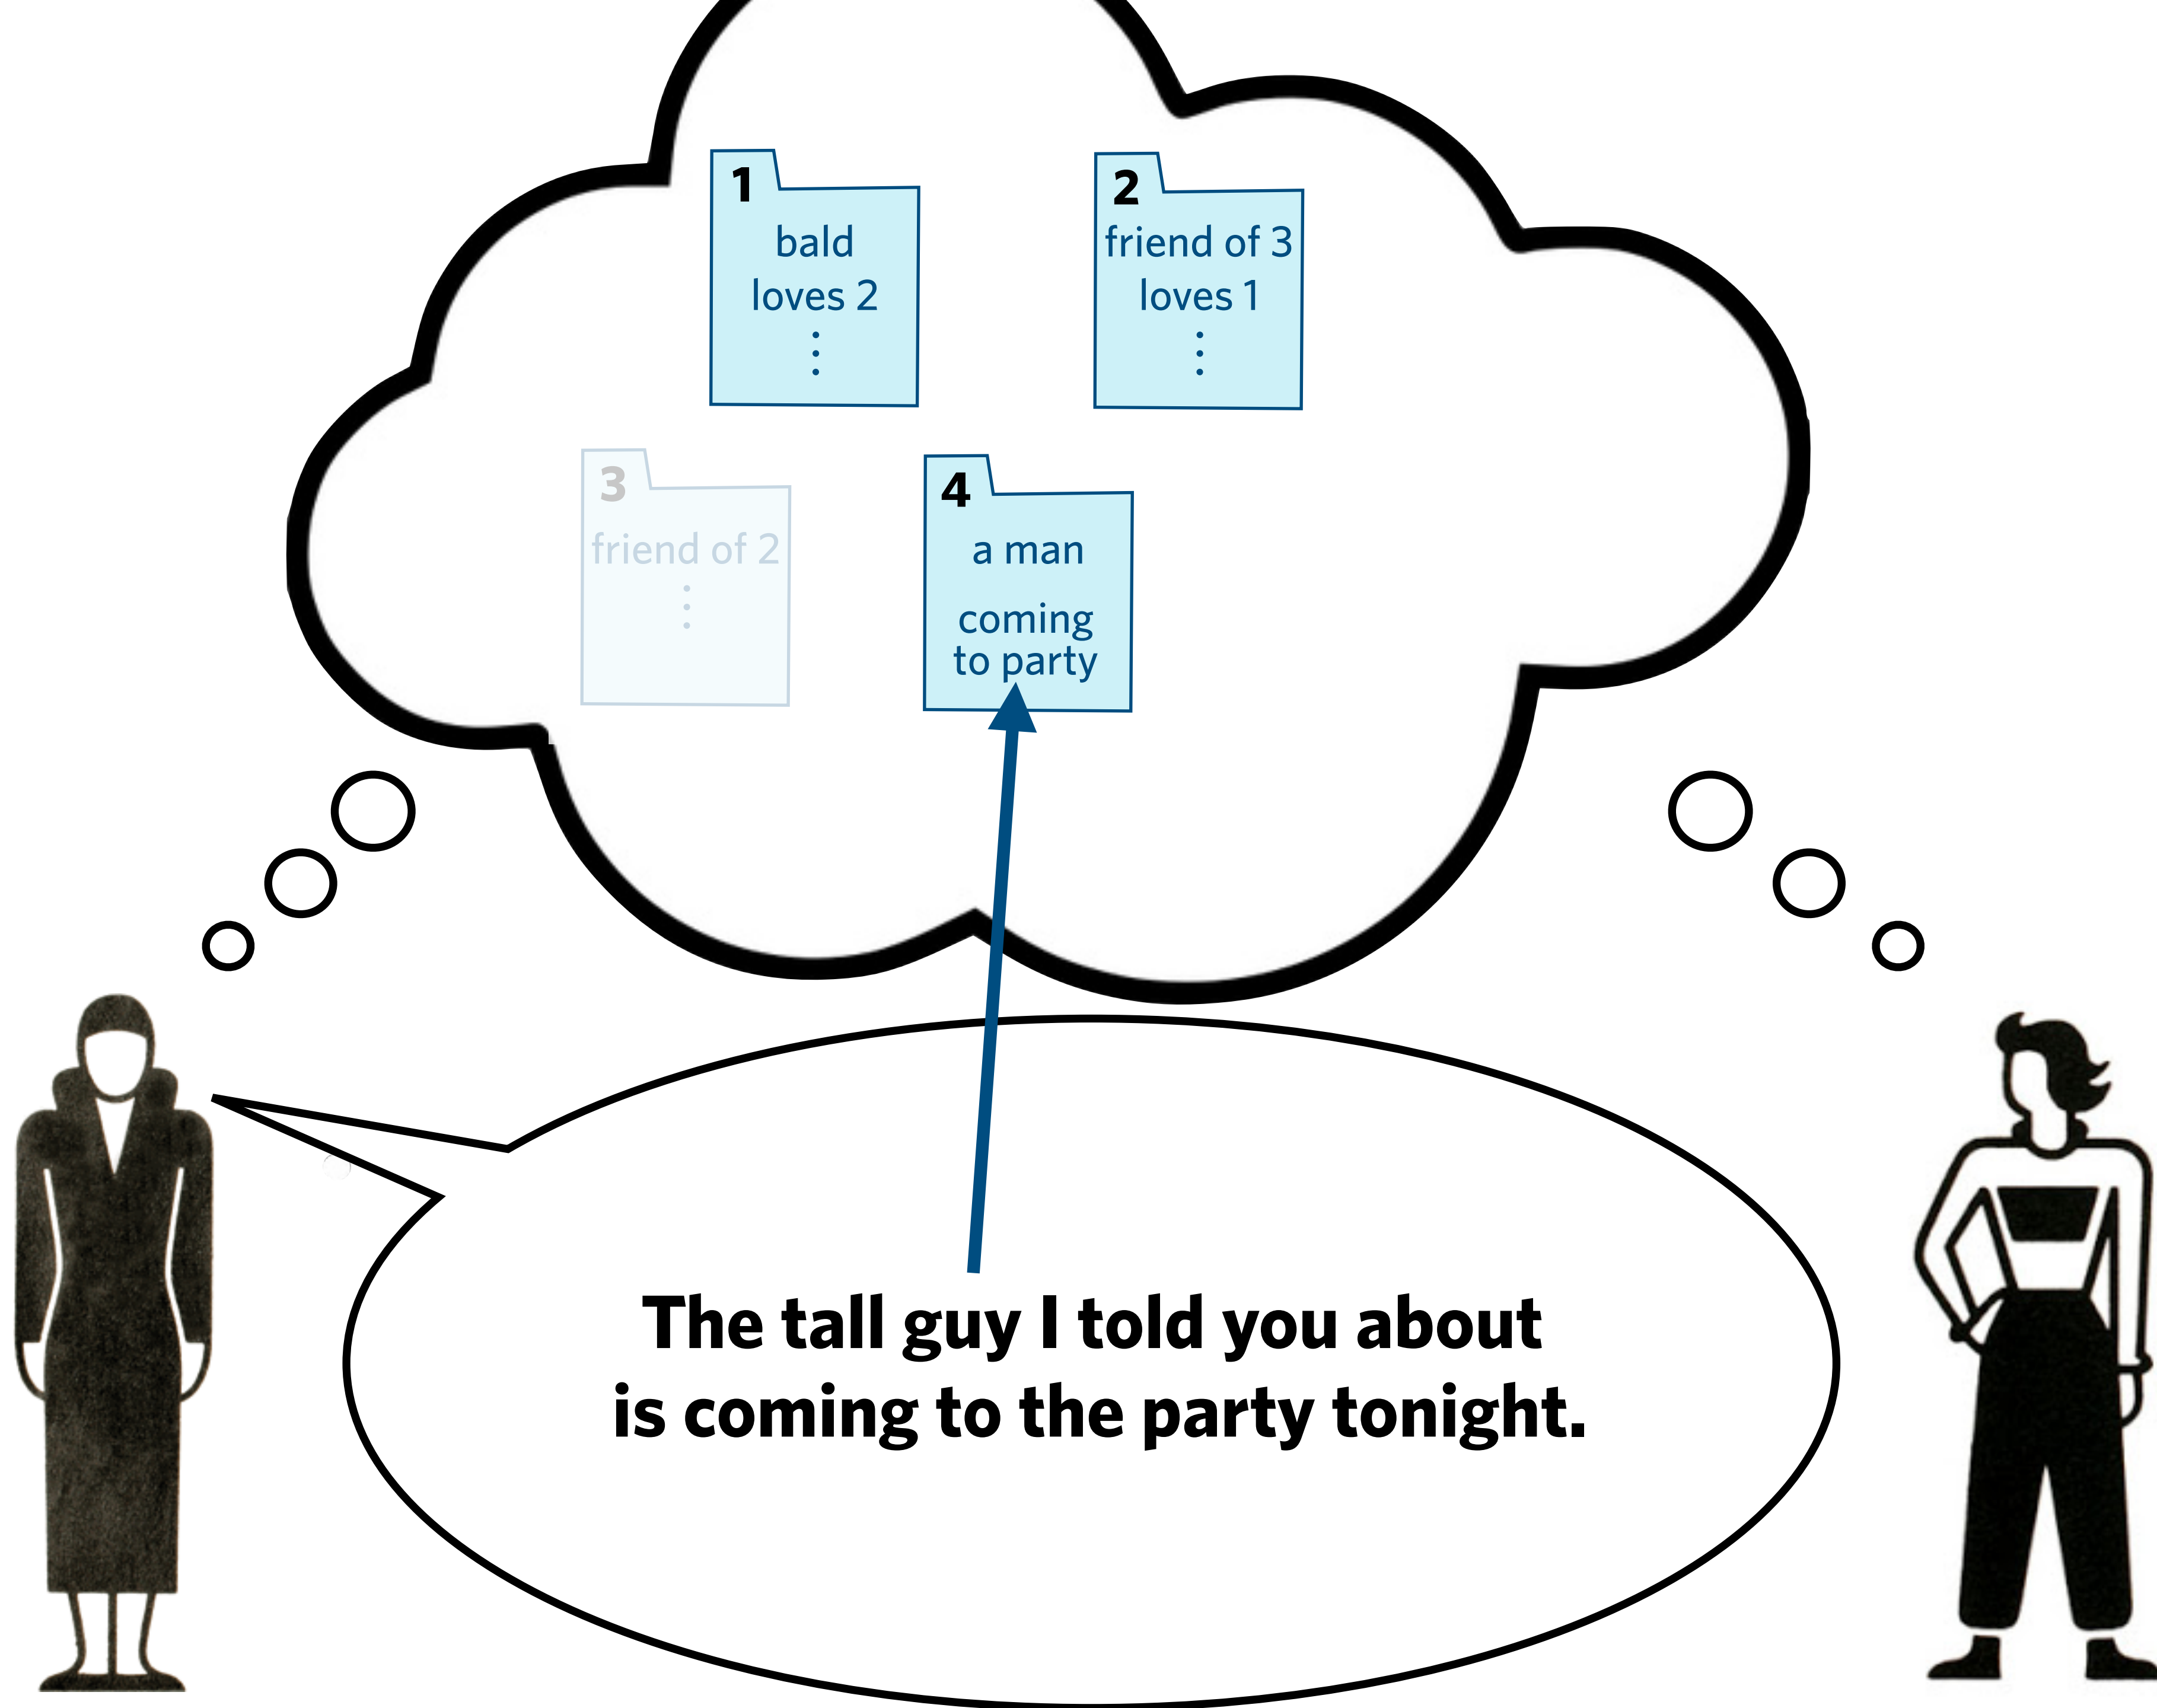 1
bald
loves 2
⋮
2
friend of 3
loves 1
⋮
3
friend of 2
⋮
4
a man
coming
to party
The tall guy I told you about
is coming to the party tonight.